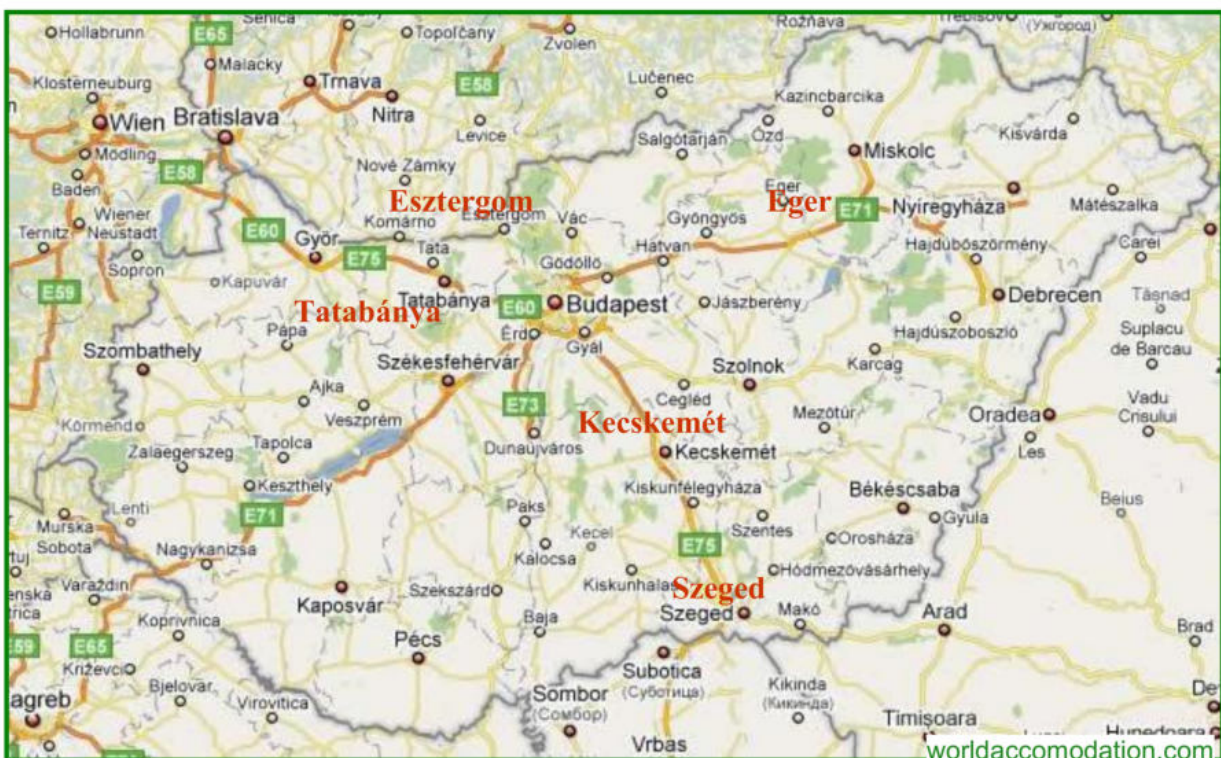 Rožňava
Trebišov
(Ужгород)
Senica
E65
Hollabrunn
Topoľčany
Zvolen
Malacky
E58
Trnava
Lučenec
Klosterneuburg
Nitra
Kazincbarcika
Wien
Bratislava
Levice
Salgótarján
Ózd
Kisvárda
Mödling
Miskolc
E58
Nové Zámky
Baden
Esztergom
Eger
Eger
E71
Nyíregyháza
Mátészalka
Wiener
Neustadt
Ternitz
E60
Komárno
Esztergom
Vác
Gyöngyös
Győr
E75
Tata
Hatvan
Hajdúböszörmény
Carei
Sopron
Kapuvár
Gödöllő
E59
Tatabánya
E60
Budapest
Jászberény
Debrecen
Tășnad
Tatabánya
Érd
Gyál
Hajdúszoboszló
Suplacu
de Barcau
Pápa
Szombathely
Székesfehérvár
Szolnok
Karcag
Ajka
E73
Cegléd
Vadu
Crisului
Veszprém
Kecskemét
Mezőtúr
Oradea
Körmend
Tapolca
Dunaújváros
Kecskemét
Les
Zalaegerszeg
Keszthely
Kiskunfélegyháza
Békéscsaba
Beius
Lenti
E71
Paks
Szentes
Gyula
Murska
Sobota
Kecel
E75
Orosháza
Nagykanizsa
Kalocsa
Varaždin
Kiskunhalas
Szeged
Hódmezővásárhely
Kaposvár
Szekszárd
Szeged
Makó
Arad
Koprivnica
Baja
E59
E65
Pécs
Brad
Križevci
Subotica
(Суботица)
Bjelovar
Virovitica
Sombor
(Сомбор)
Kikinda
(Кикинда)
Zagreb
Timișoara
Vrbas
Hunedoara
worldaccomodation.com